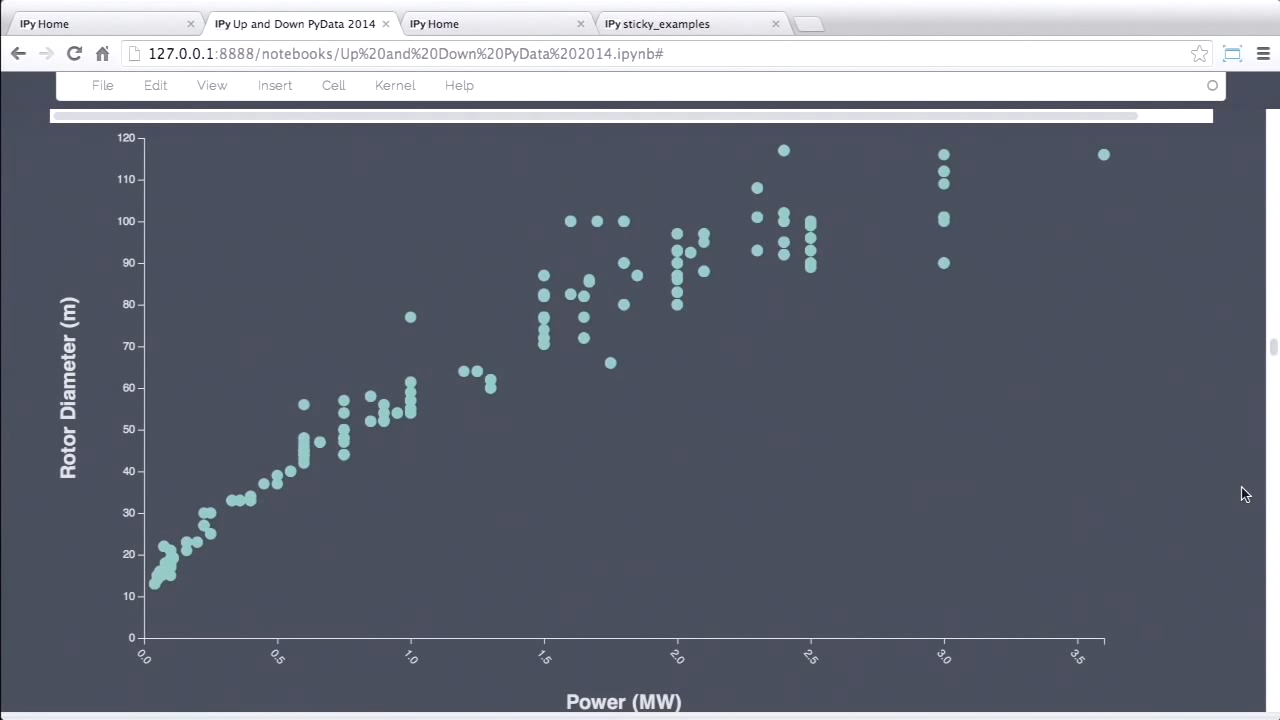 IPy Home
IPy Up and Down PyData 2014
IPy Home
IPy sticky_examples
127.0.0.1:8888/notebooks/Up%20and%20Down%20PyData%202014.ipynb#
File Edit View Insert Cell Kernel Help
120
110
100
90
80
70
60
50
40
30
20
10
0
Rotor Diameter (m)
0.0 0.5 1.0 1.5 2.0 2.5 3.0 3.5
Power (MW)